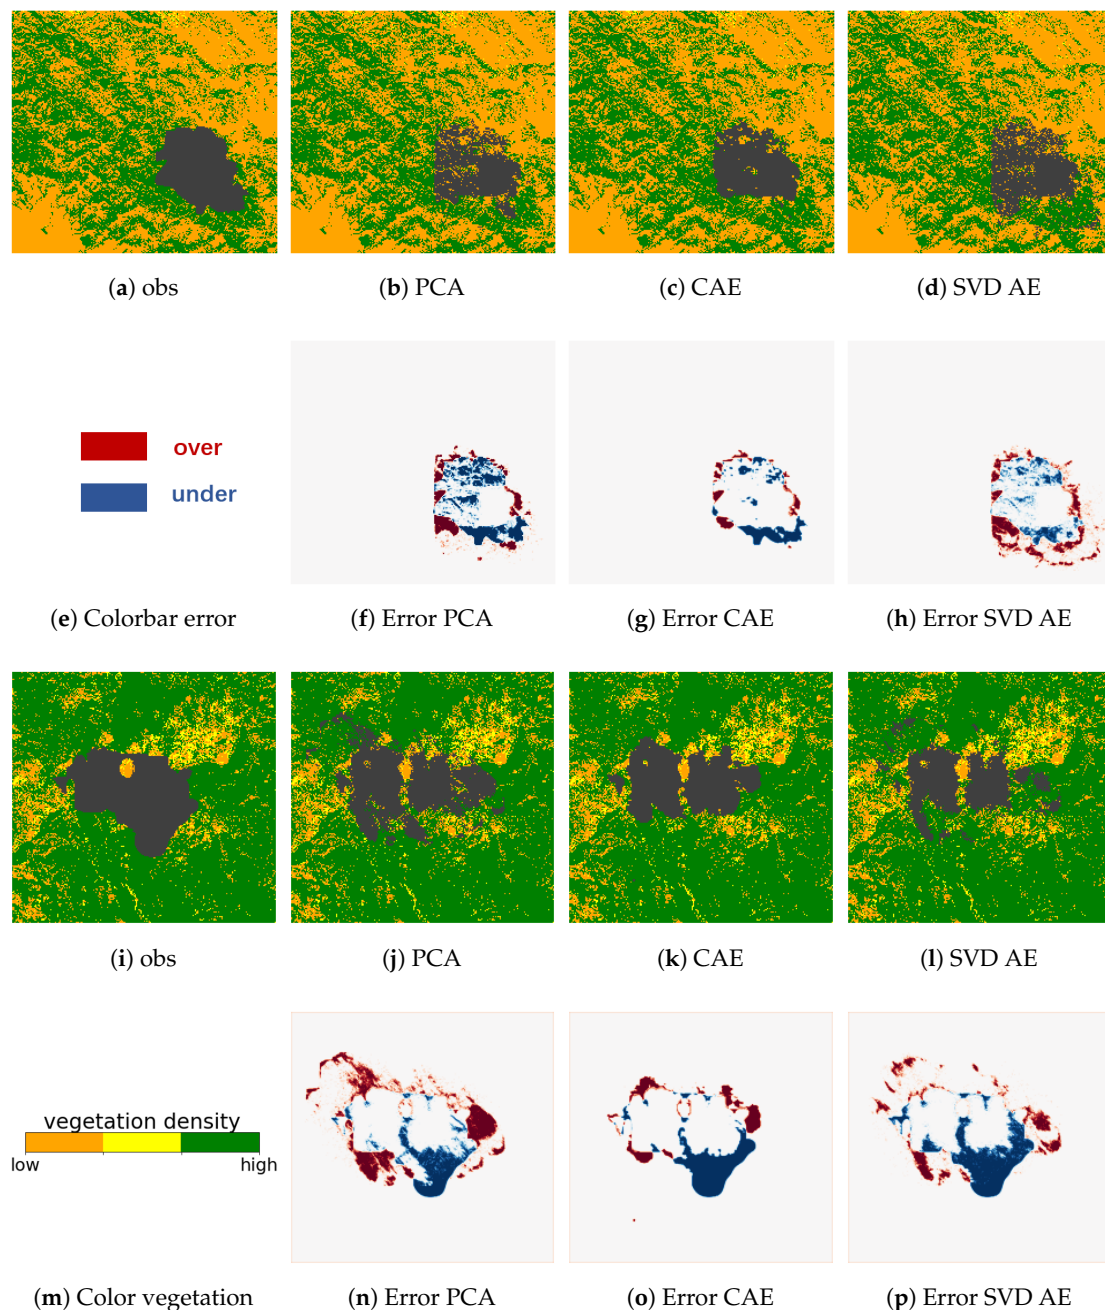 (a) obs
(b) PCA
(c) CAE
(d) SVD AE
over
under
(e) Colorbar error
(f) Error PCA
(g) Error CAE
(h) Error SVD AE
(i) obs
(j) PCA
(k) CAE
(l) SVD AE
vegetation density
low
high
(m) Color vegetation
(n) Error PCA
(o) Error CAE
(p) Error SVD AE